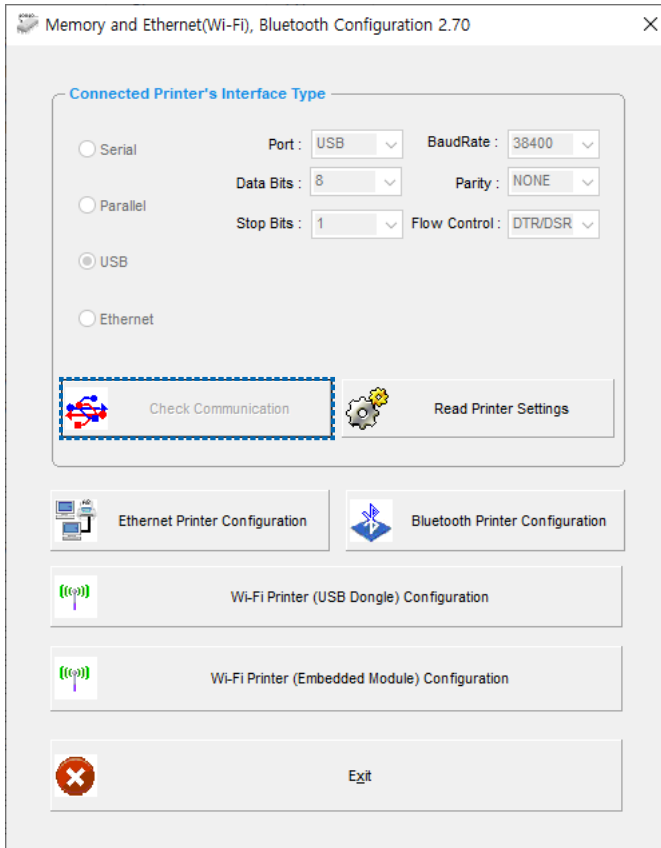 Memory and Ethernet(Wi-Fi), Bluetooth Configuration 2.70
Connected Printer's Interface Type
Serial
Port : USB
BaudRate : 38400
Data Bits : 8
Parity : NONE
Parallel
Stop Bits : 1
Flow Control : DTR/DSR
USB
Ethernet
Check Communication
Read Printer Settings
Ethernet Printer Configuration
Bluetooth Printer Configuration
Wi-Fi Printer (USB Dongle) Configuration
Wi-Fi Printer (Embedded Module) Configuration
Exit